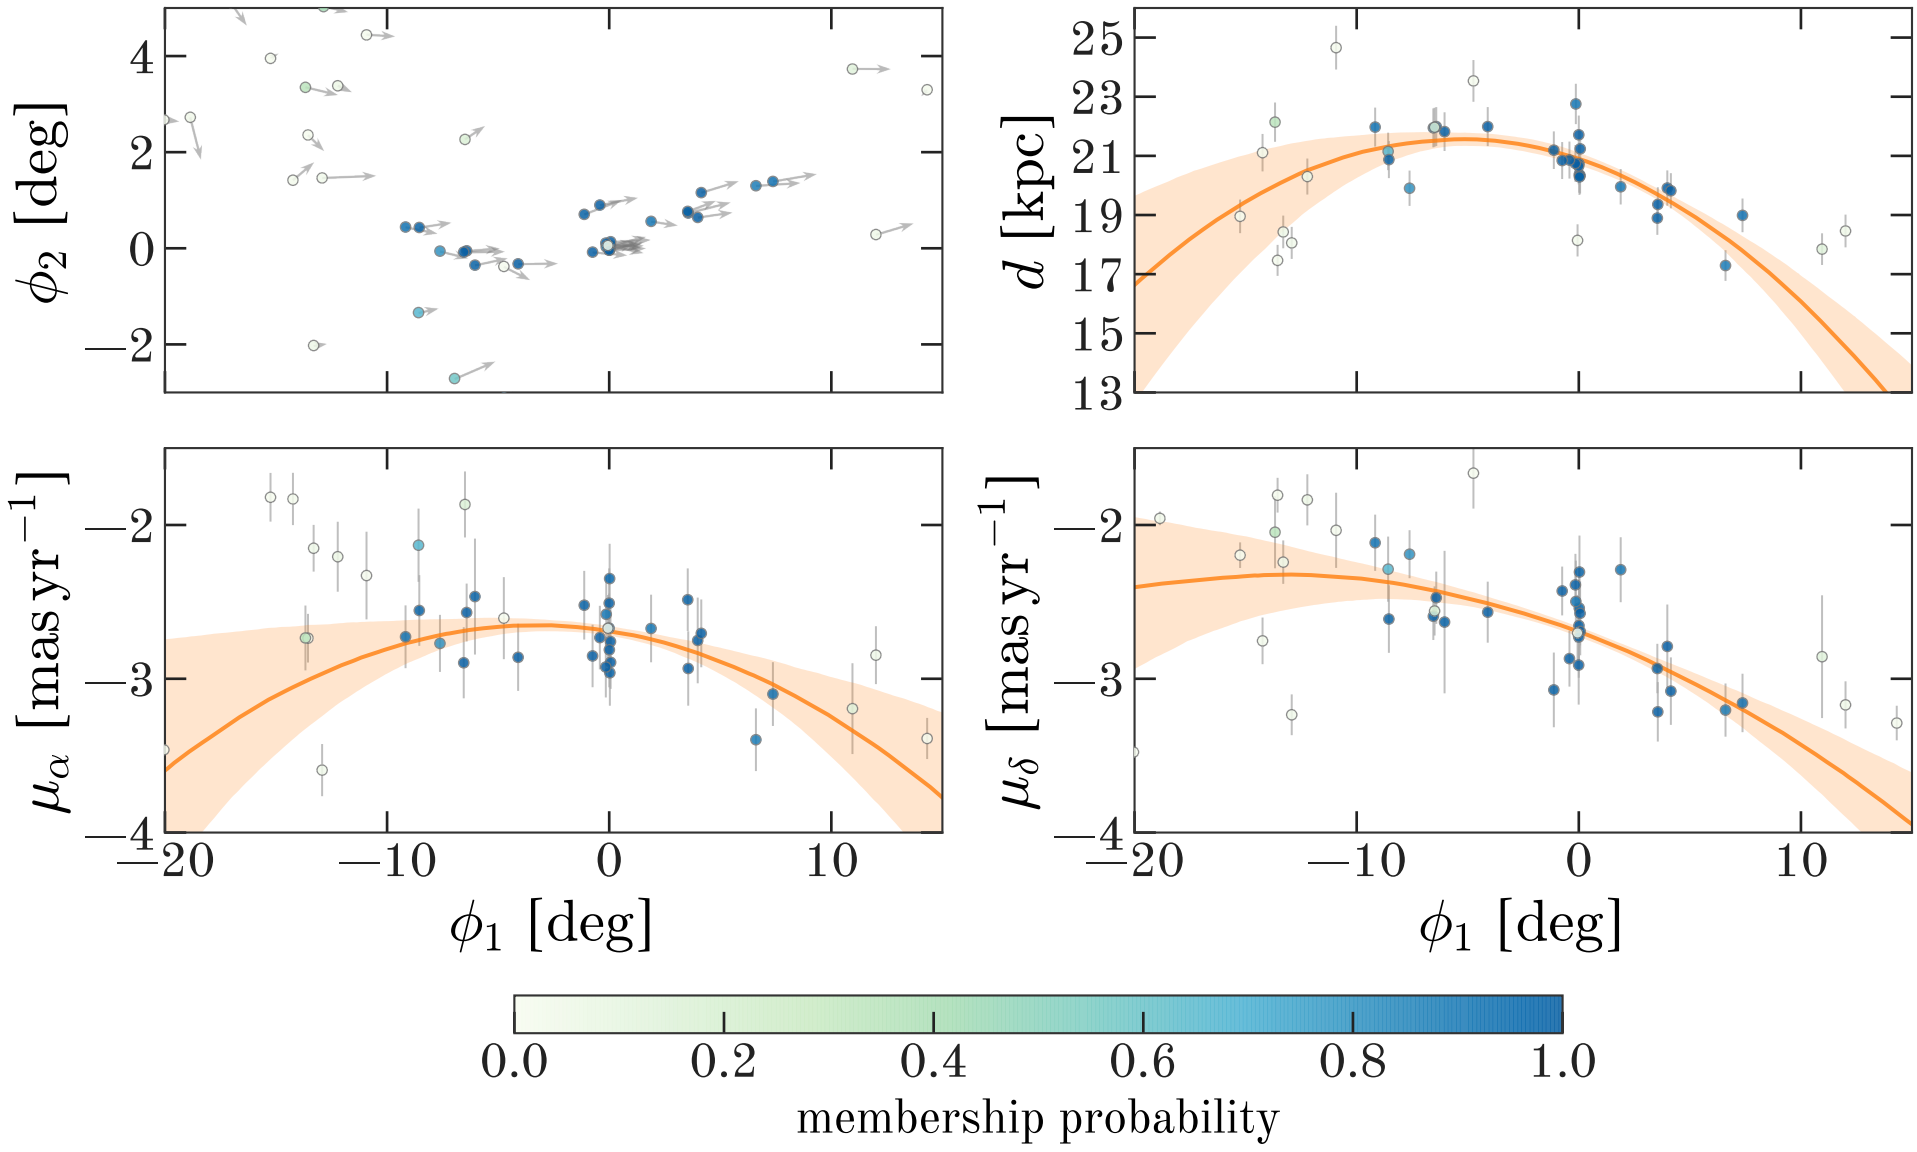 4
2
0
−2
ϕ₂ [deg]
25
23
21
19
17
15
13
d [kpc]
−2
−3
−4
μ_α [mas yr⁻¹]
−20 −10 0 10
ϕ₁ [deg]
−2
−3
−4
μ_δ [mas yr⁻¹]
−20 −10 0 10
ϕ₁ [deg]
0.0 0.2 0.4 0.6 0.8 1.0
membership probability